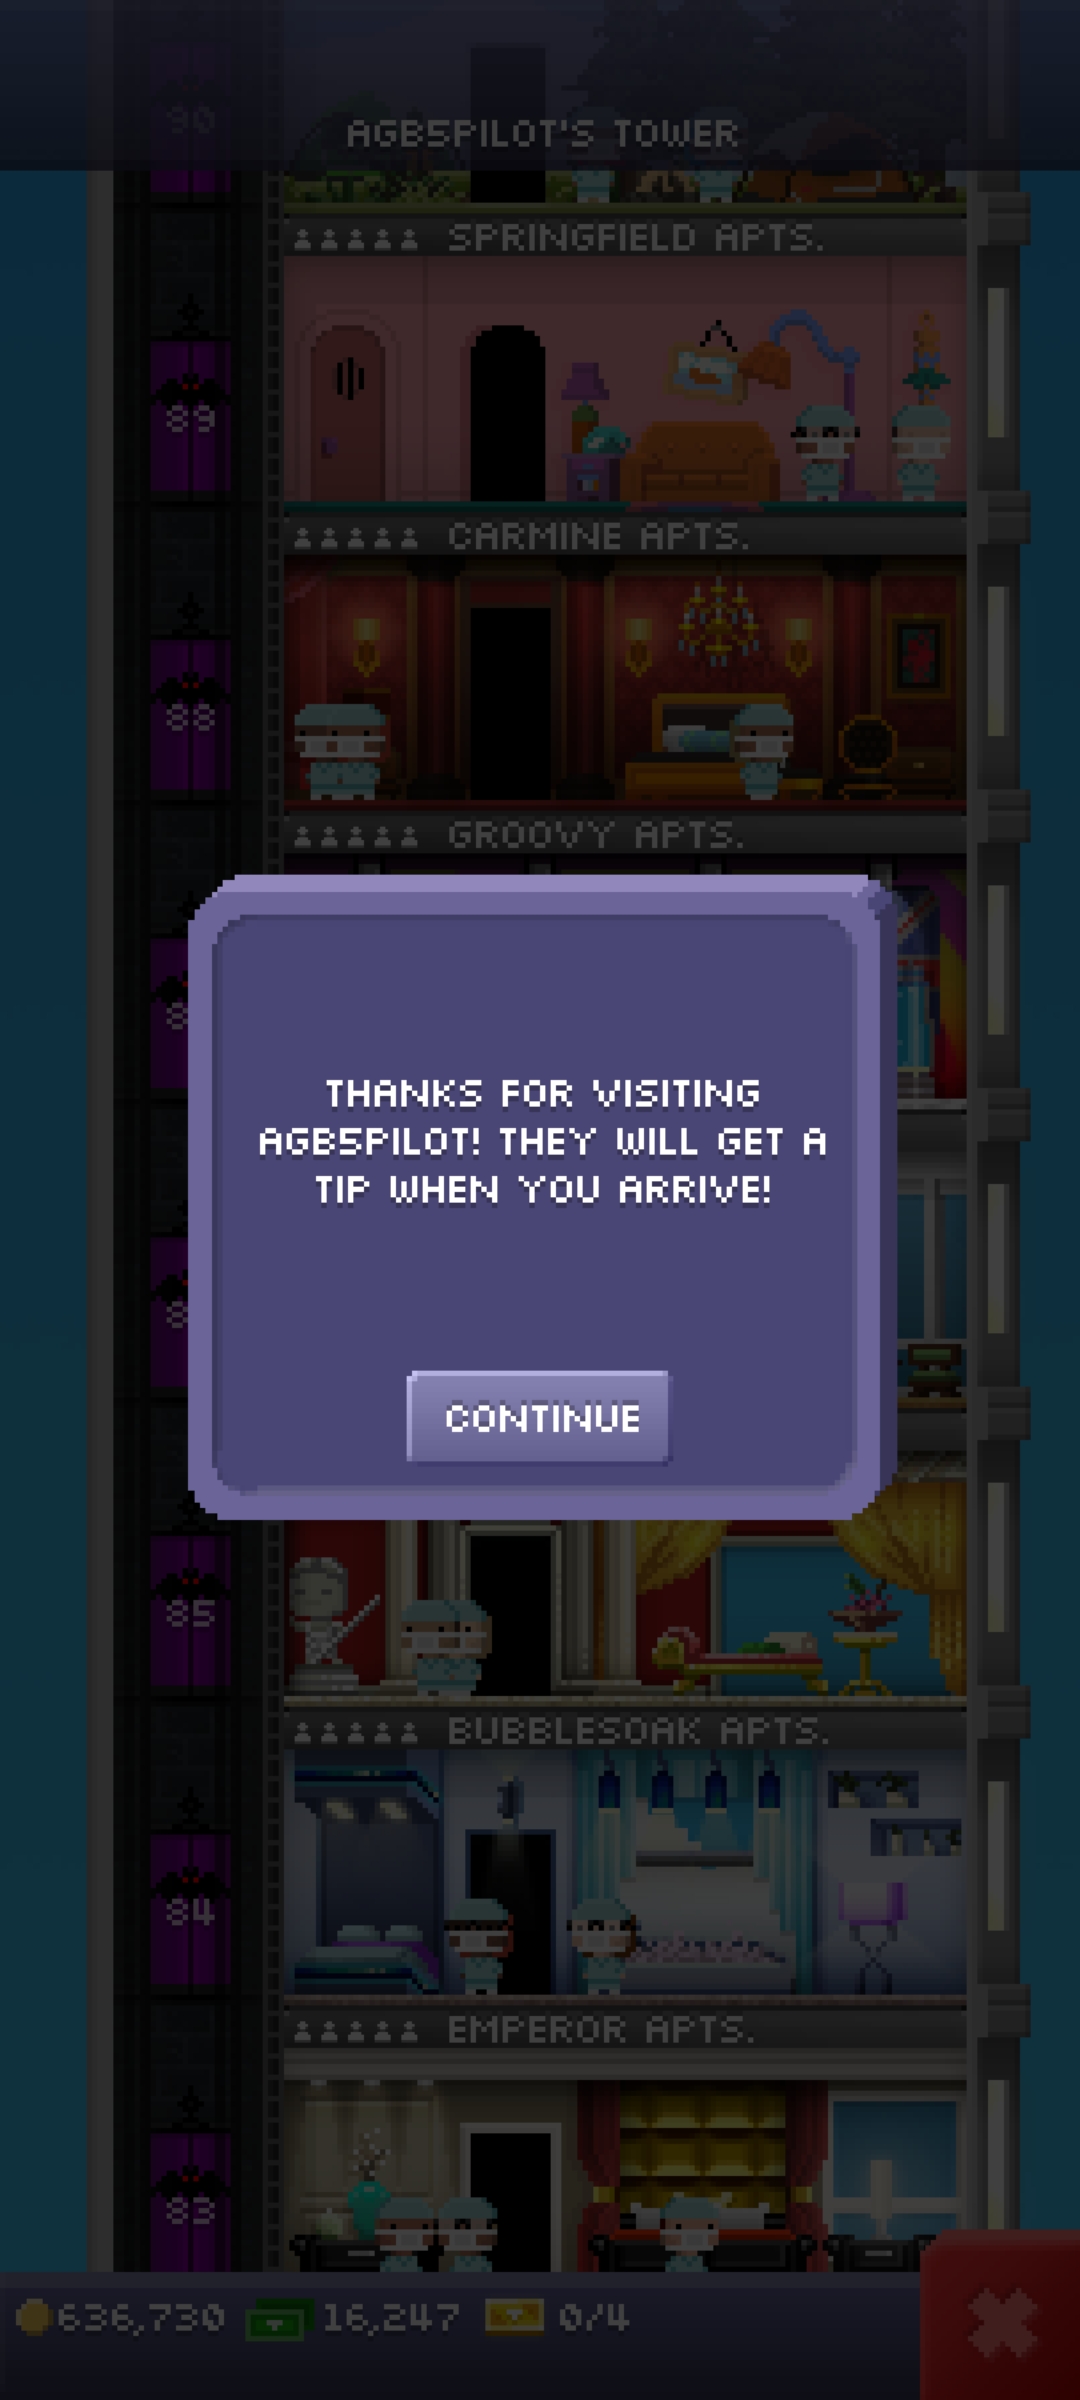 90
AGB5PILOT'S TOWER
SPRINGFIELD APTS.
89
CARMINE APTS.
88
GROOVY APTS.
THANKS FOR VISITING
AGB5PILOT! THEY WILL GET A
TIP WHEN YOU ARRIVE!
CONTINUE
85
BUBBLESOAK APTS.
84
EMPEROR APTS.
83
636,730 16,247 0/4